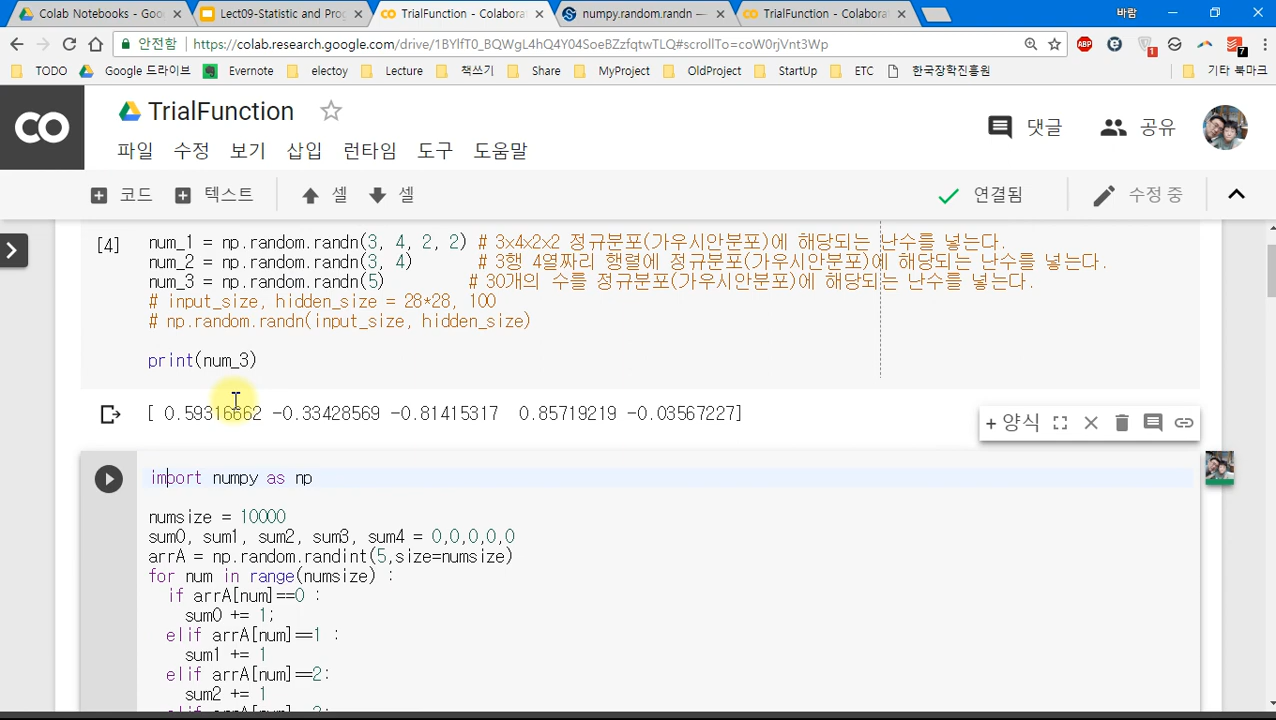 Colab Notebooks - Goo
Lect09-Statistic and Prog
TrialFunction - Colabora
numpy.random.randn —
TrialFunction - Colabora
바람
안전함
https://colab.research.google.com/drive/1BYlfT0_BQWgL4hQ4Y04SoeBZzfqtwTLQ#scrollTo=coW0rjVnt3Wp
ABP
1
7
TODO
Google 드라이브
Evernote
electoy
Lecture
책쓰기
Share
MyProject
OldProject
StartUp
ETC
한국장학진흥원
기타 북마크
CO
TrialFunction
댓글
공유
파일 수정 보기 삽입 런타임 도구 도움말
코드
텍스트
셀
셀
연결됨
수정 중
[4]
num_1 = np.random.randn(3, 4, 2, 2) # 3x4x2x2 정규분포(가우시안분포)에 해당되는 난수를 넣는다.
num_2 = np.random.randn(3, 4) # 3행 4열짜리 행렬에 정규분포(가우시안분포)에 해당되는 난수를 넣는다.
num_3 = np.random.randn(5) # 30개의 수를 정규분포(가우시안분포)에 해당되는 난수를 넣는다.
# input_size, hidden_size = 28*28, 100
# np.random.randn(input_size, hidden_size)
print(num_3)
[ 0.59316662 -0.33428569 -0.81415317 0.85719219 -0.03567227]
+ 양식
import numpy as np
numsize = 10000
sum0, sum1, sum2, sum3, sum4 = 0,0,0,0,0
arrA = np.random.randint(5,size=numsize)
for num in range(numsize) :
if arrA[num]==0 :
sum0 += 1;
elif arrA[num]==1 :
sum1 += 1
elif arrA[num]==2:
sum2 += 1